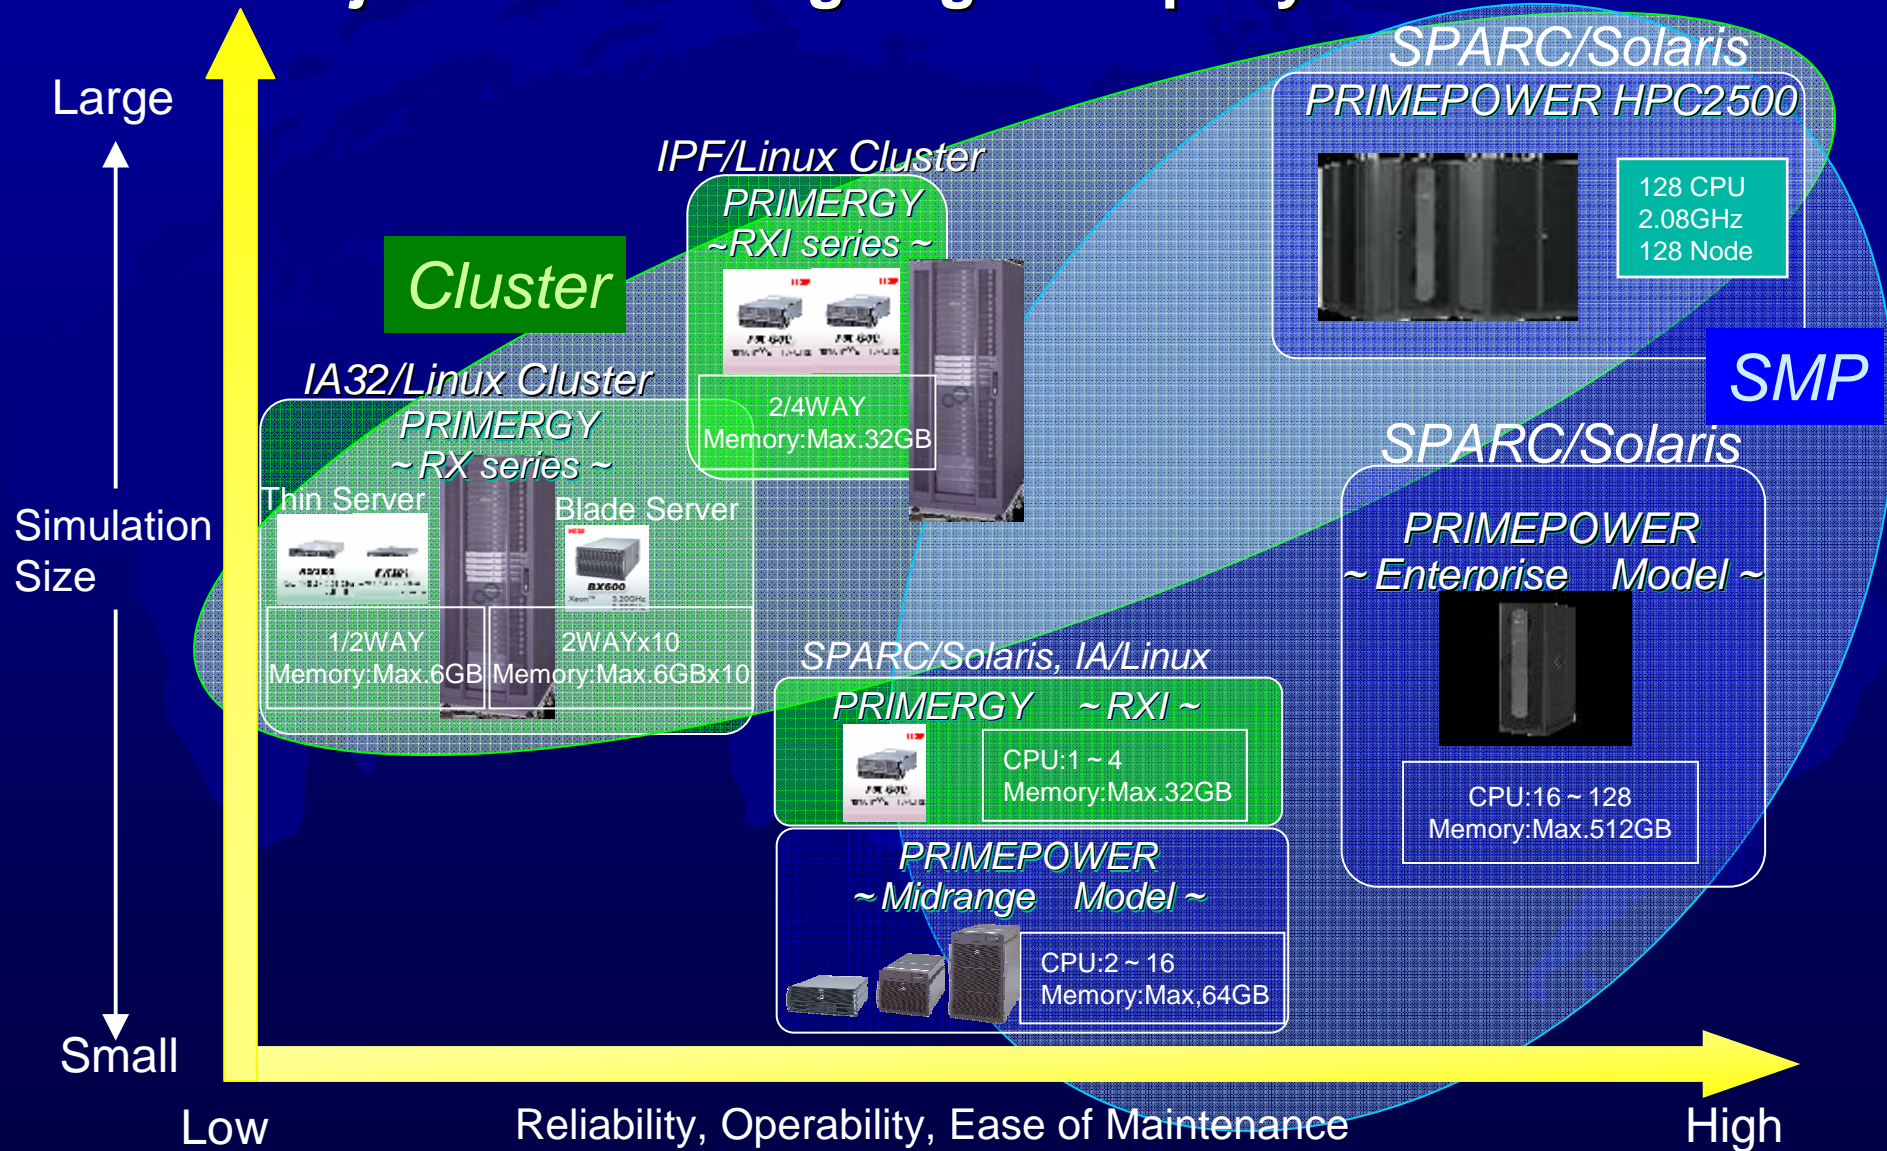 Large
Simulation
Size
Small
Low
Reliability, Operability, Ease of Maintenance
High
Cluster
SMP
IA32/Linux Cluster
PRIMERGY
~ RX series ~
Thin Server
Blade Server
BX600
1/2WAY
Memory:Max.6GB
2WAYx10
Memory:Max.6GBx10
IPF/Linux Cluster
PRIMERGY
~RXI series ~
2/4WAY
Memory:Max.32GB
SPARC/Solaris
PRIMEPOWER HPC2500
128 CPU
2.08GHz
128 Node
SPARC/Solaris
PRIMEPOWER
~ Enterprise Model ~
CPU:16 ~ 128
Memory:Max.512GB
SPARC/Solaris, IA/Linux
PRIMERGY ~ RXI ~
CPU:1 ~ 4
Memory:Max.32GB
PRIMEPOWER
~ Midrange Model ~
CPU:2 ~ 16
Memory:Max,64GB